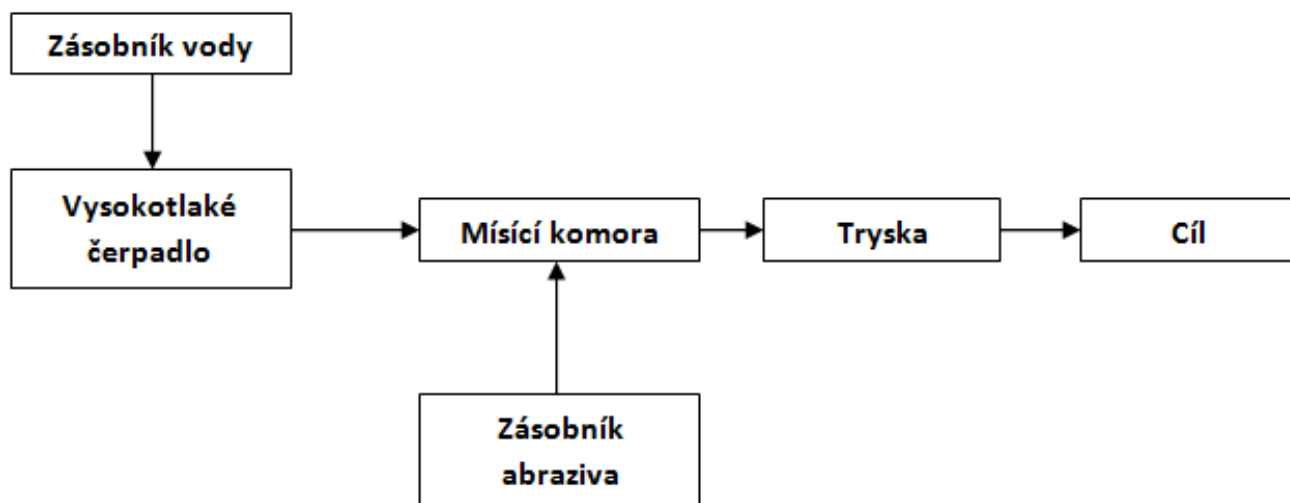 Zásobník vody
Vysokotlaké
čerpadlo
Mísící komora
Tryska
Cíl
Zásobník
abraziva